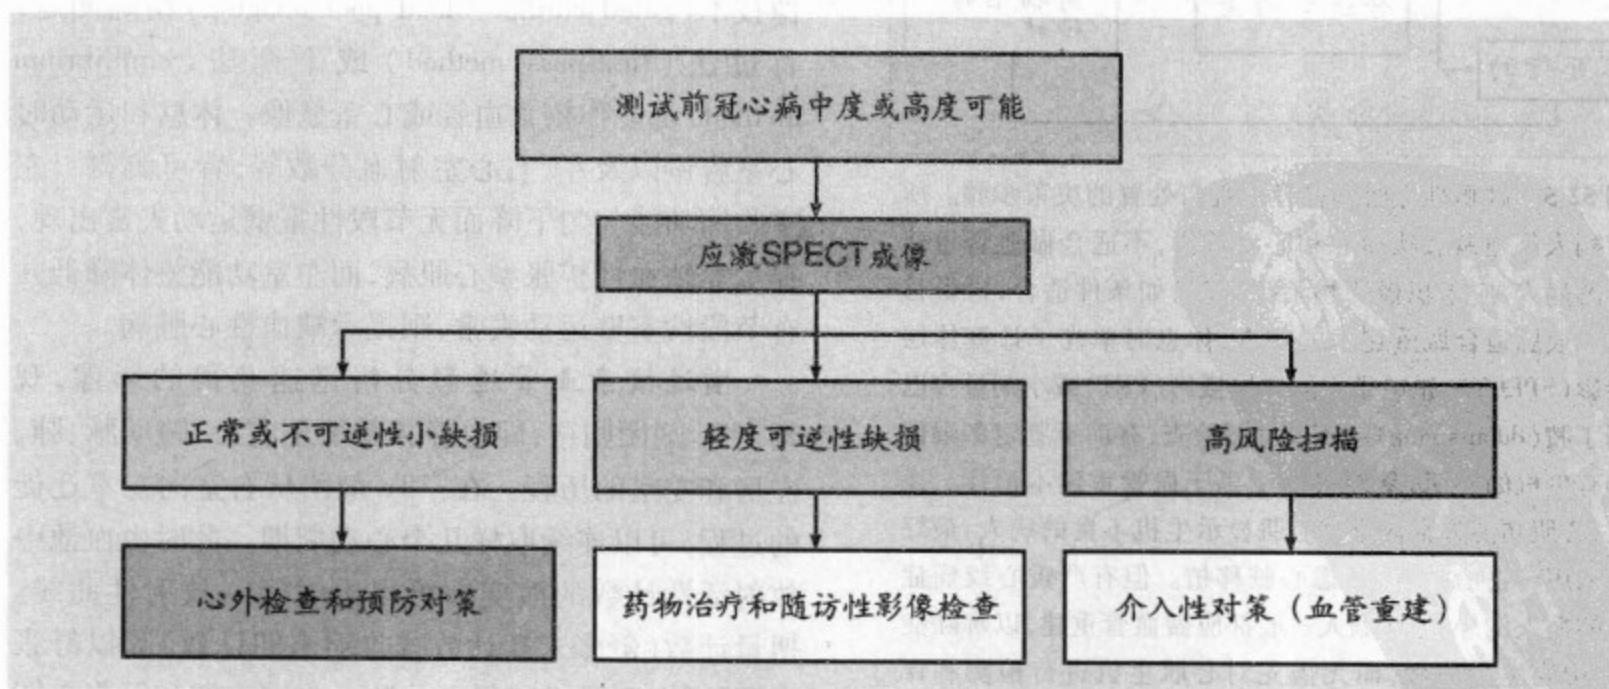 测试前冠心病中度或高度可能
应激SPECT成像
正常或不可逆性小缺损
轻度可逆性缺损
高风险扫描
心外检查和预防对策
药物治疗和随访性影像检查
介入性对策（血管重建）